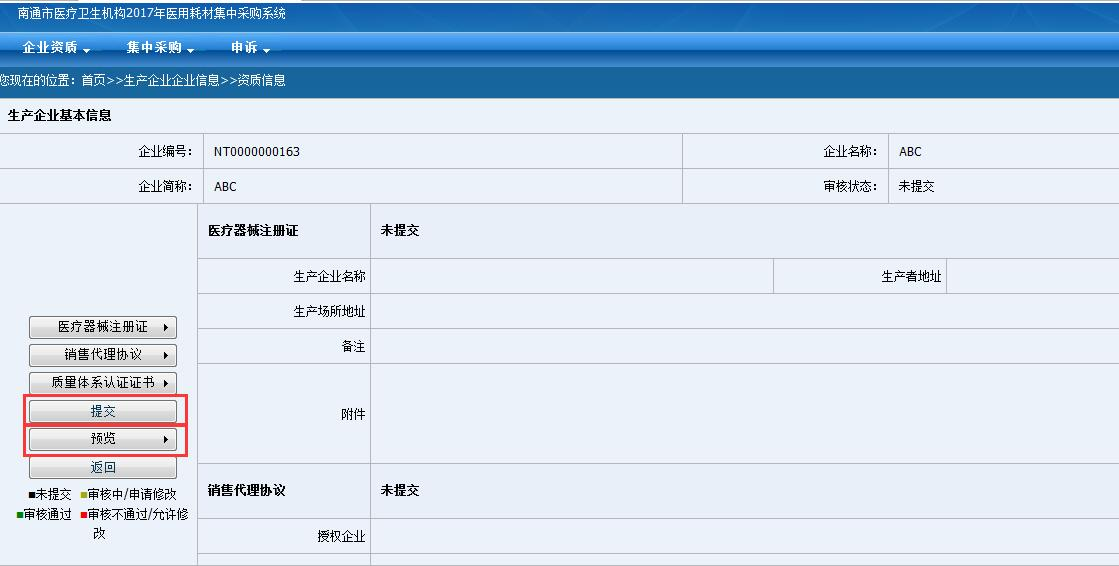 南通市医疗卫生机构2017年医用耗材集中采购系统
企业资质 集中采购 申诉
您现在的位置：首页>>生产企业企业信息>>资质信息
生产企业基本信息
企业编号： NT0000000163 企业名称： ABC
企业简称： ABC 审核状态： 未提交
医疗器械注册证 未提交
生产企业名称 生产者地址
生产场所地址
备注
附件
销售代理协议 未提交
授权企业
医疗器械注册证
销售代理协议
质量体系认证证书
提交
预览
返回
■未提交 ■审核中/申请修改
■审核通过 ■审核不通过/允许修
改